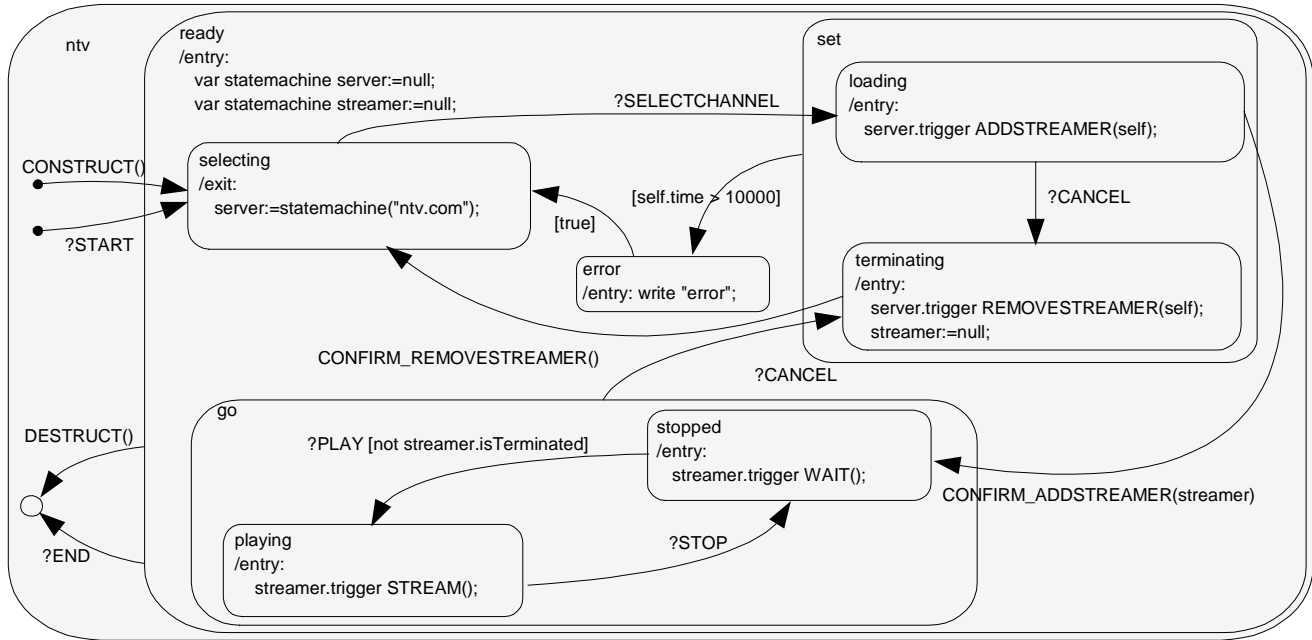 ntv
ready
/entry:
var statemachine server:=null;
var statemachine streamer:=null;
set
loading
/entry:
server.trigger ADDSTREAMER(self);
?SELECTCHANNEL
CONSTRUCT()
?START
selecting
/exit:
server:=statemachine("ntv.com");
[true]
[self.time > 10000]
?CANCEL
error
/entry: write "error";
terminating
/entry:
server.trigger REMOVESTREAMER(self);
streamer:=null;
CONFIRM_REMOVESTREAMER()
?CANCEL
go
DESTRUCT()
?END
?PLAY [not streamer.isTerminated]
stopped
/entry:
streamer.trigger WAIT();
CONFIRM_ADDSTREAMER(streamer)
playing
/entry:
streamer.trigger STREAM();
?STOP